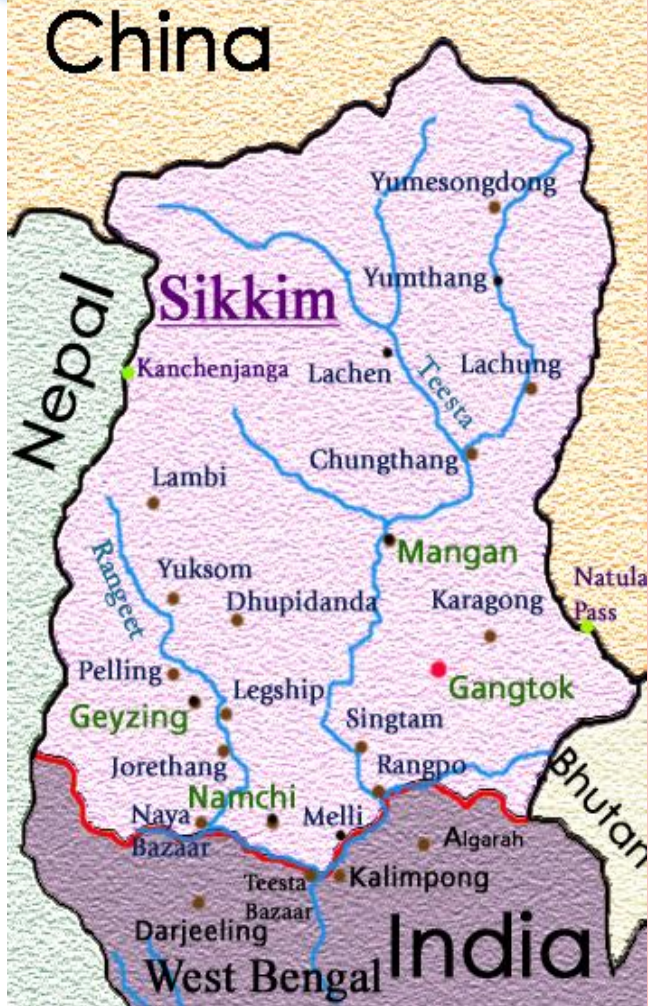 China
Yumesongdong
Nepal
Yumthang
Sikkim
Kanchenjanga
Lachen
Teesta
Lachung
Chungthang
Lambi
Rangeet
Mangan
Yuksom
Dhupidanda
Karagong
Natula
Pass
Pelling
Legship
Gangtok
Geyzing
Singtam
Jorethang
Rangpo
Bhutan
Namchi
Naya
Bazaar
Melli
Algarah
Teesta
Bazaar
Kalimpong
Darjeeling
India
West Bengal